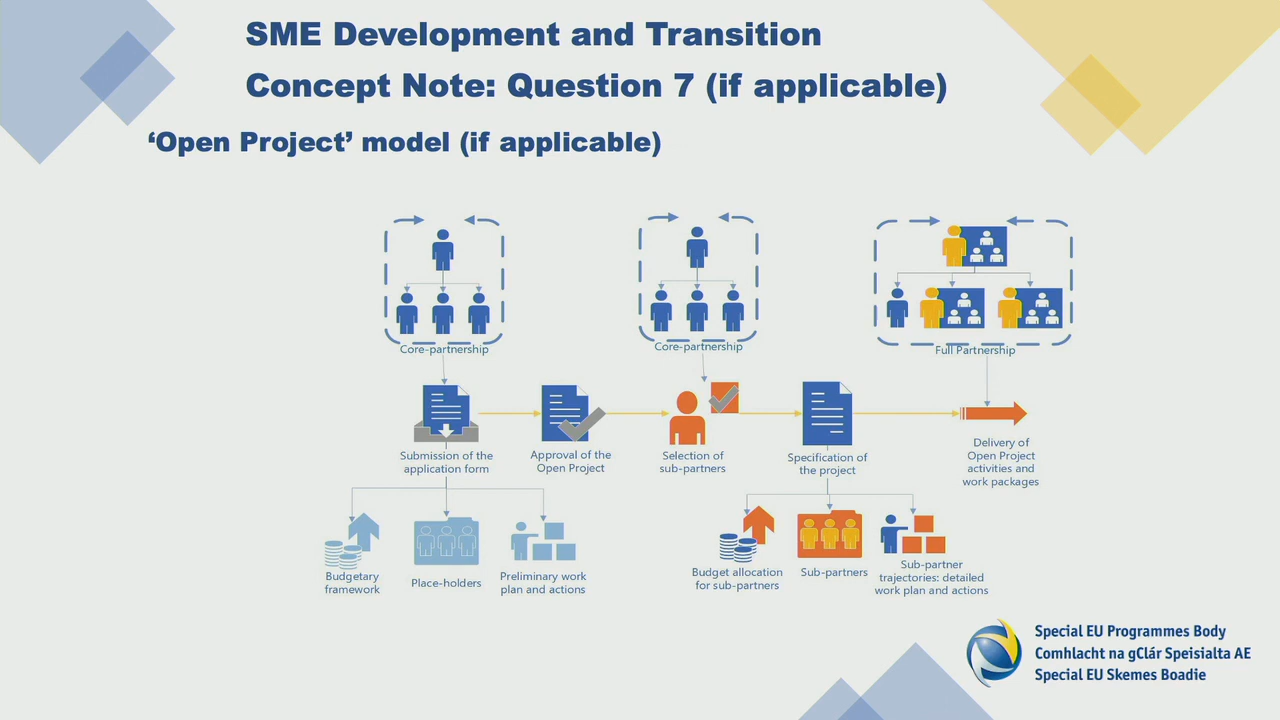 SME Development and Transition
Concept Note: Question 7 (if applicable)
‘Open Project’ model (if applicable)
Core-partnership
Core-partnership
Full Partnership
Submission of the
application form
Approval of the
Open Project
Selection of
sub-partners
Specification of
the project
Delivery of
Open Project
activities and
work packages
Budgetary
framework
Place-holders
Preliminary work
plan and actions
Budget allocation
for sub-partners
Sub-partners
Sub-partner
trajectories: detailed
work plan and actions
Special EU Programmes Body
Comhlacht na gClár Speisialta AE
Special EU Skemes Boadie